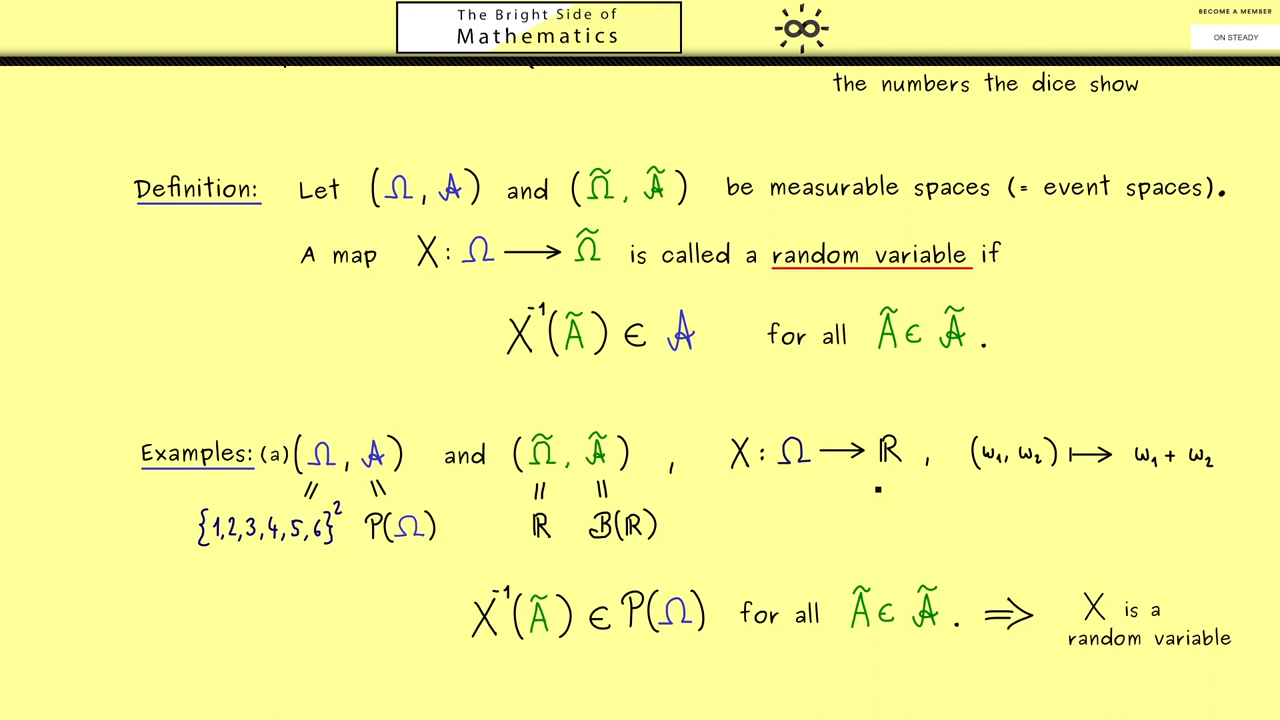 The Bright Side of
Mathematics
BECOME A MEMBER
ON STEADY
the numbers the dice show
Definition: Let (Ω, 𝒜) and (Ω̃, 𝒜̃) be measurable spaces (= event spaces).
A map X: Ω ⟶ Ω̃ is called a random variable if
X⁻¹(Ã) ∈ 𝒜 for all Ã ∈ 𝒜̃.
Examples: (a) (Ω, 𝒜) and (Ω̃, 𝒜̃), X: Ω ⟶ ℝ, (ω₁, ω₂) ⟼ ω₁ + ω₂
= = = =
{1,2,3,4,5,6}² P(Ω) ℝ ℬ(ℝ)
X⁻¹(Ã) ∈ P(Ω) for all Ã ∈ 𝒜̃. ⟹ X is a
random variable